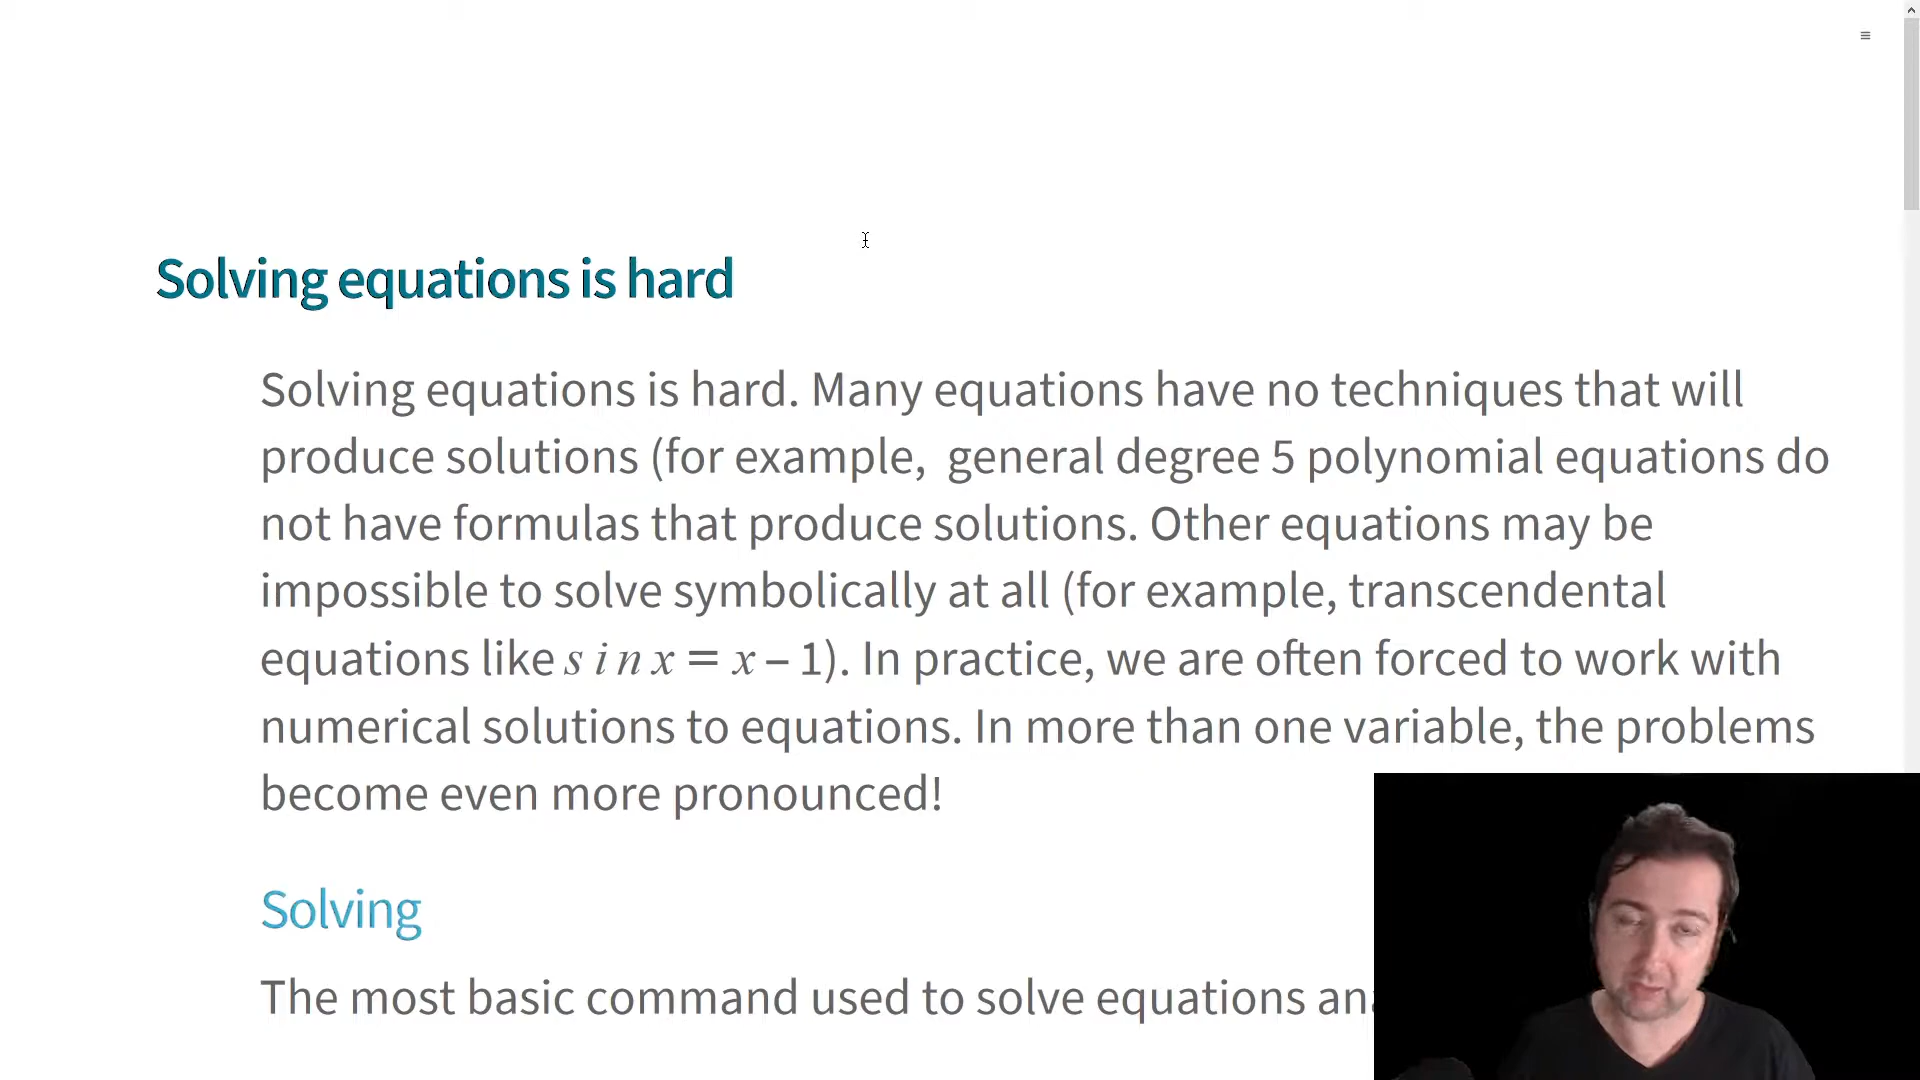 ≡
Solving equations is hard
Solving equations is hard. Many equations have no techniques that will
produce solutions (for example,  general degree 5 polynomial equations do
not have formulas that produce solutions. Other equations may be
impossible to solve symbolically at all (for example, transcendental
equations like s i n x = x – 1). In practice, we are often forced to work with
numerical solutions to equations. In more than one variable, the problems
become even more pronounced!
Solving
The most basic command used to solve equations